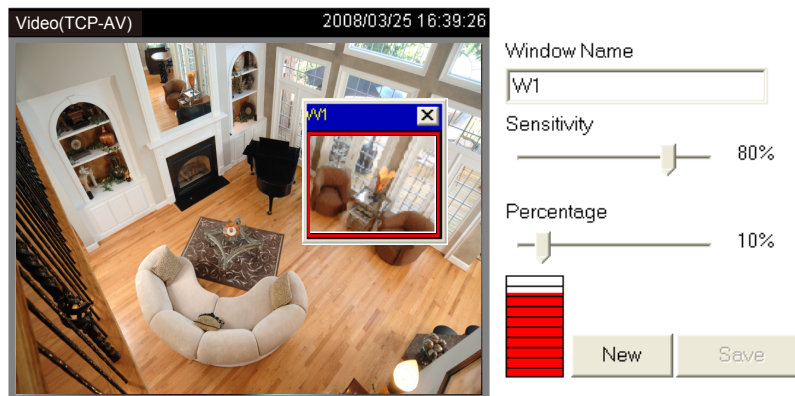 Video(TCP-AV) 2008/03/25 16:39:26
W1
Window Name
W1
Sensitivity
80%
Percentage
10%
New Save